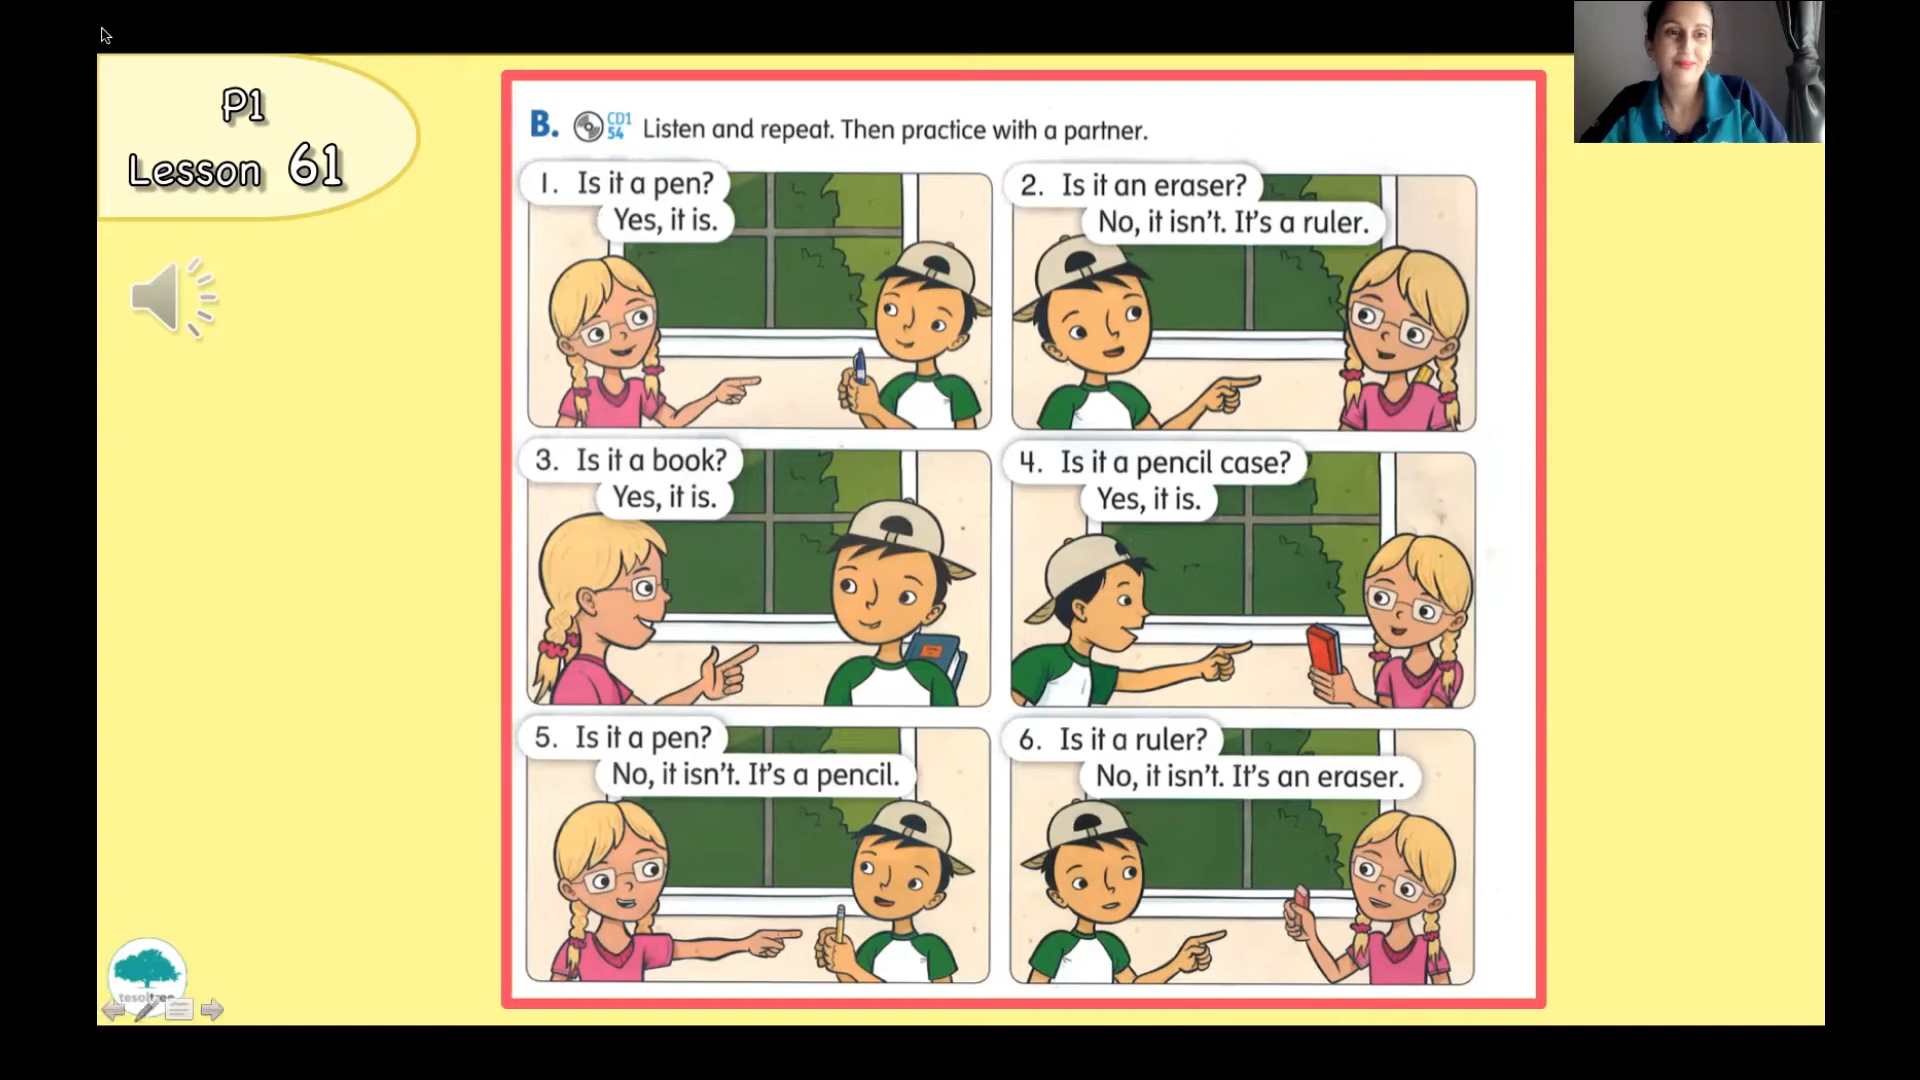 P1
Lesson 61
B. CD1 54 Listen and repeat. Then practice with a partner.
1. Is it a pen?
Yes, it is.
2. Is it an eraser?
No, it isn't. It's a ruler.
3. Is it a book?
Yes, it is.
4. Is it a pencil case?
Yes, it is.
5. Is it a pen?
No, it isn't. It's a pencil.
6. Is it a ruler?
No, it isn't. It's an eraser.
tesoltree